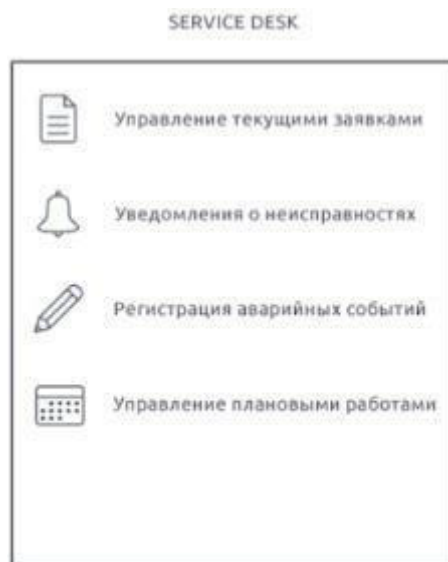 SERVICE DESK
Управление текущими заявками
Уведомления о неисправностях
Регистрация аварийных событий
Управление плановыми работами